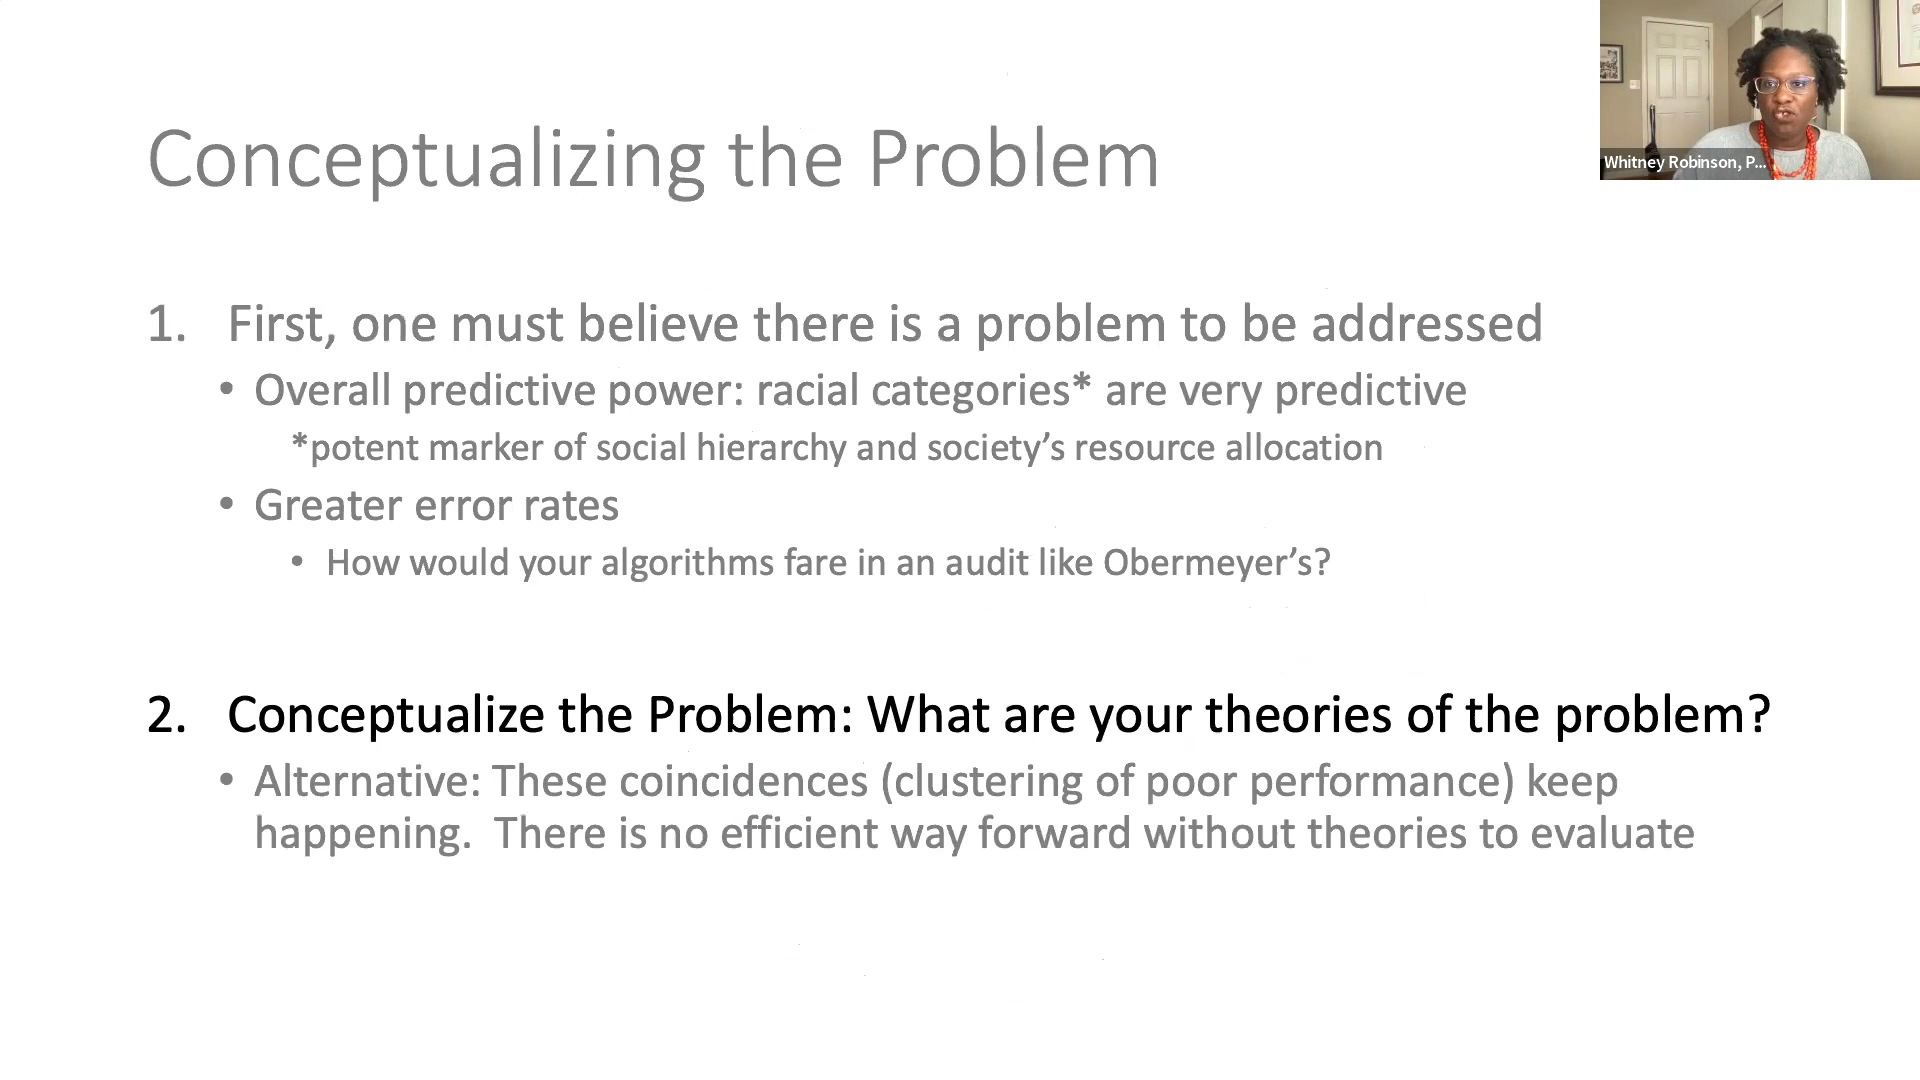 Conceptualizing the Problem
Whitney Robinson, P...
1. First, one must believe there is a problem to be addressed
• Overall predictive power: racial categories* are very predictive
*potent marker of social hierarchy and society’s resource allocation
• Greater error rates
• How would your algorithms fare in an audit like Obermeyer’s?
2. Conceptualize the Problem: What are your theories of the problem?
• Alternative: These coincidences (clustering of poor performance) keep
happening.  There is no efficient way forward without theories to evaluate